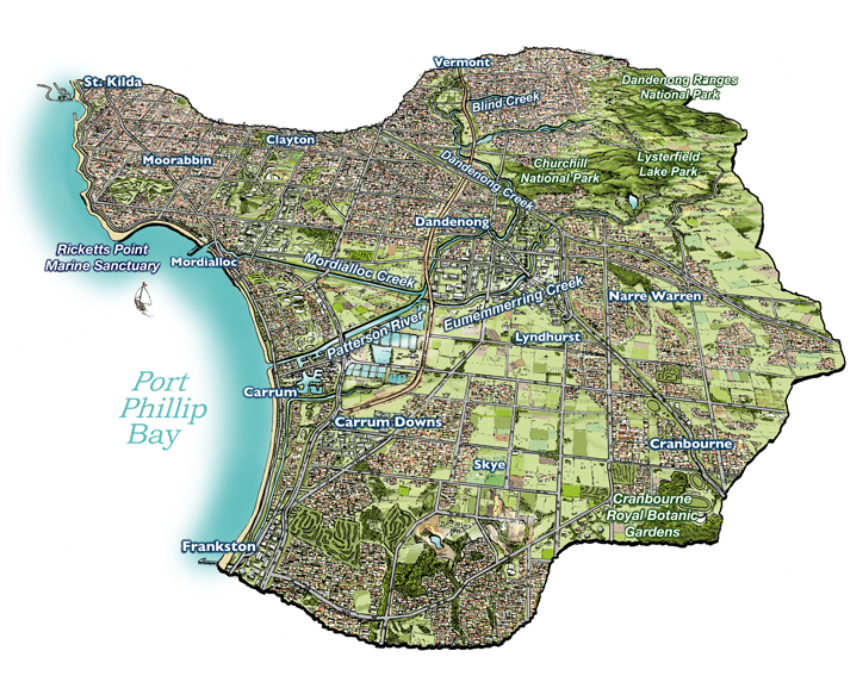 Vermont
St. Kilda
Dandenong Ranges
National Park
Blind Creek
Clayton
Moorabbin
Dandenong Creek
Churchill
National Park
Lysterfield
Lake Park
Dandenong
Ricketts Point
Marine Sanctuary
Mordialloc
Mordialloc Creek
Eumemmerring Creek
Narre Warren
Patterson River
Lyndhurst
Port
Phillip
Bay
Carrum
Carrum Downs
Cranbourne
Skye
Cranbourne
Royal Botanic
Gardens
Frankston